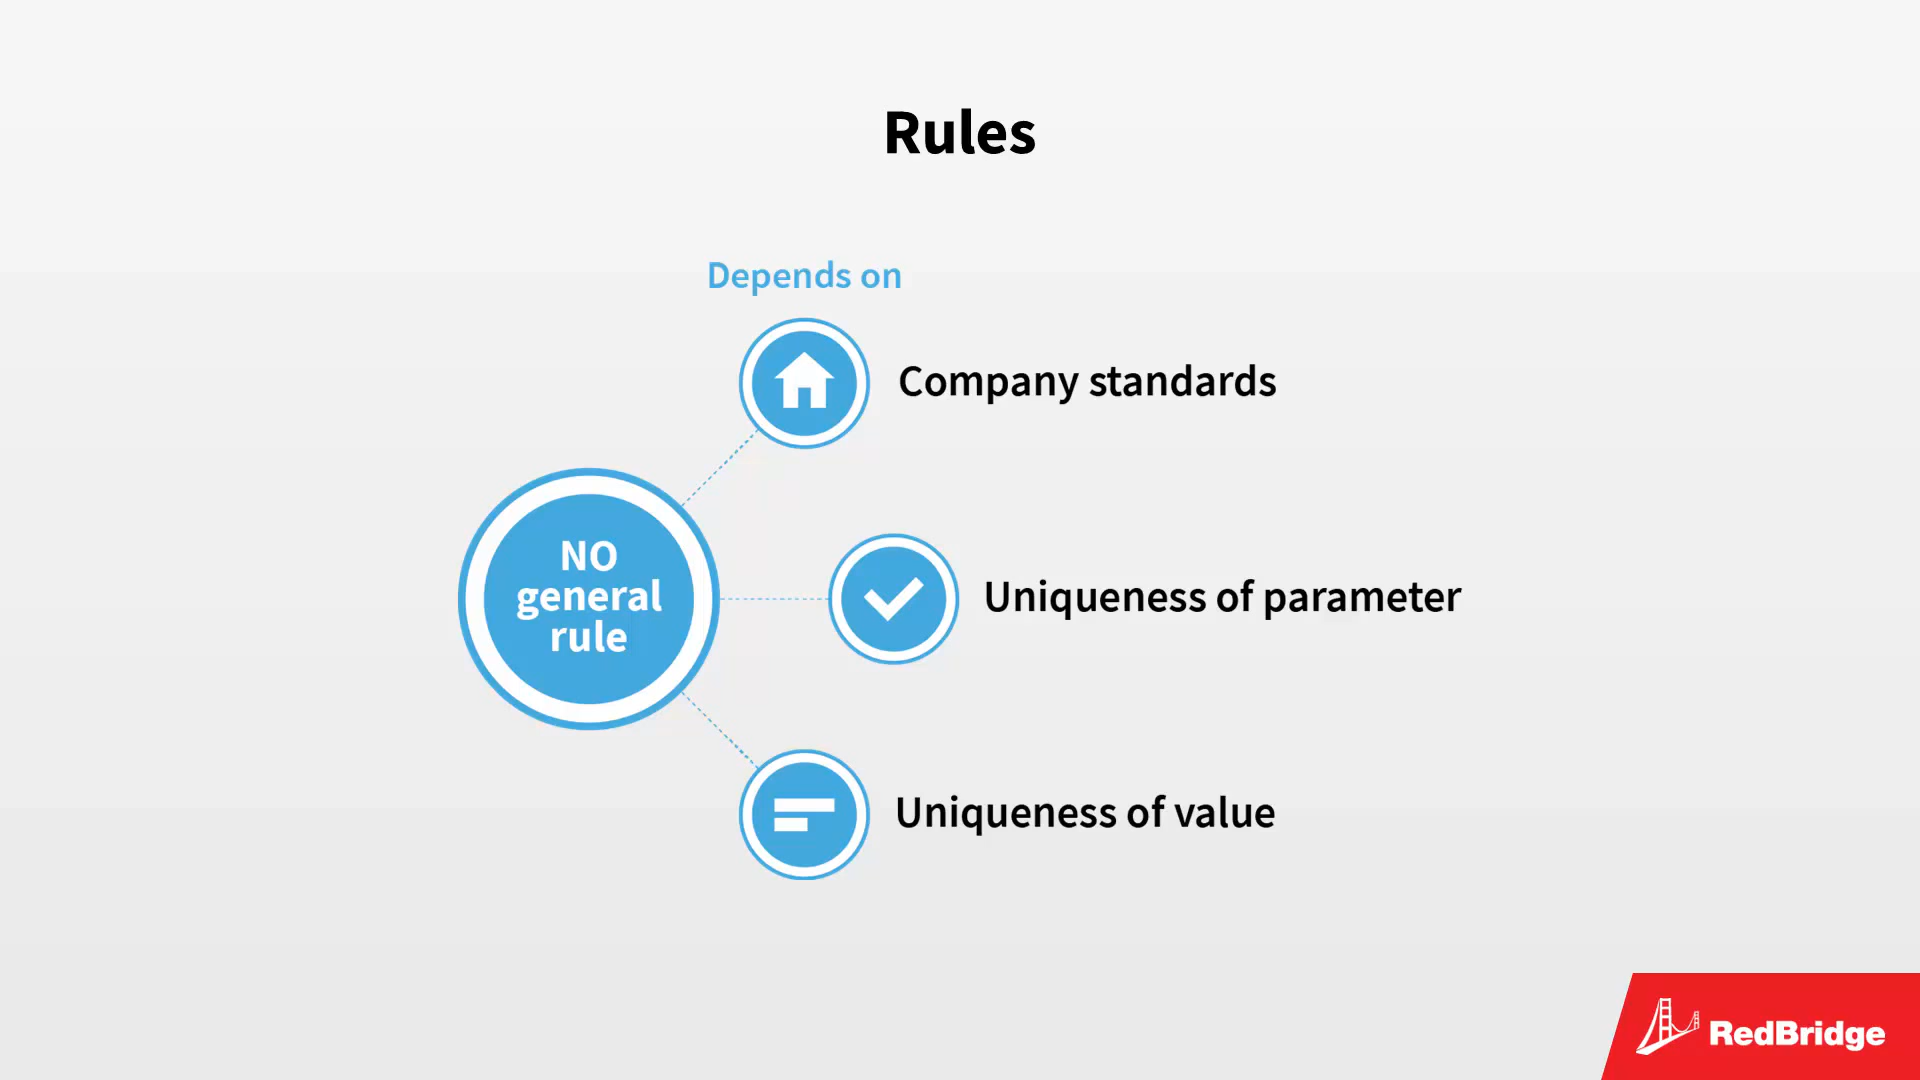 Rules
Depends on
Company standards
NO
general
rule
Uniqueness of parameter
Uniqueness of value
RedBridge